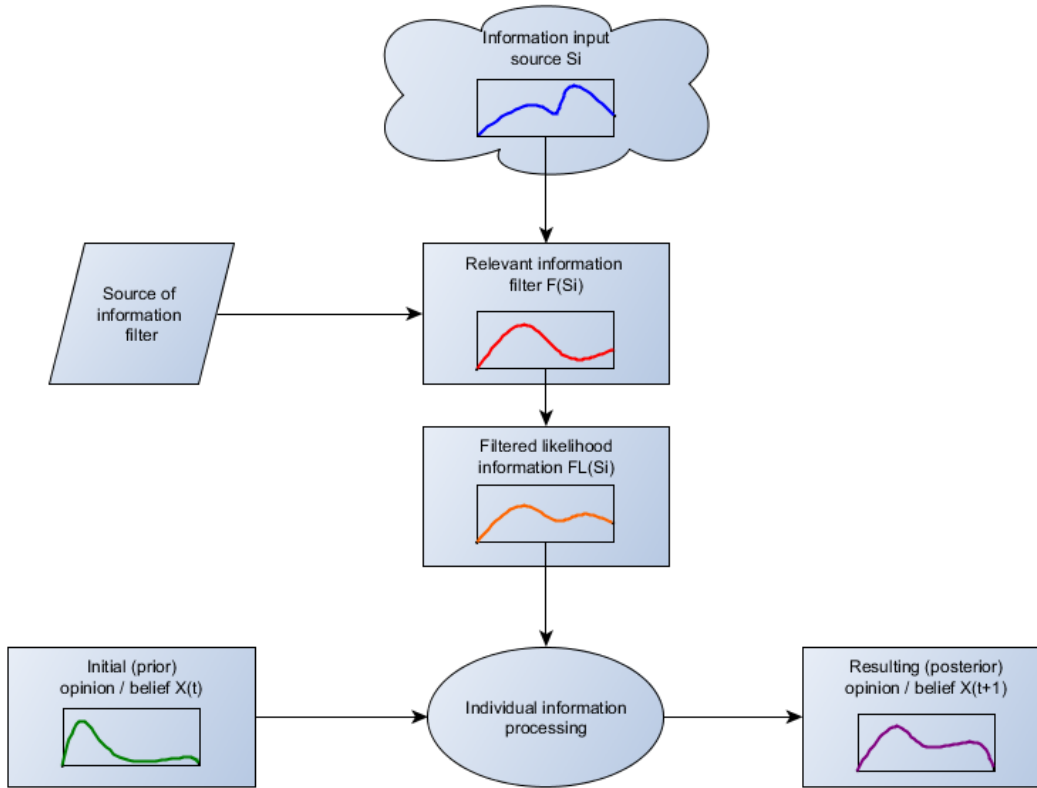 Information input
source Si
Relevant information
filter F(Si)
Source of
information
filter
Filtered likelihood
information FL(Si)
Initial (prior)
opinion / belief X(t)
Individual information
processing
Resulting (posterior)
opinion / belief X(t+1)